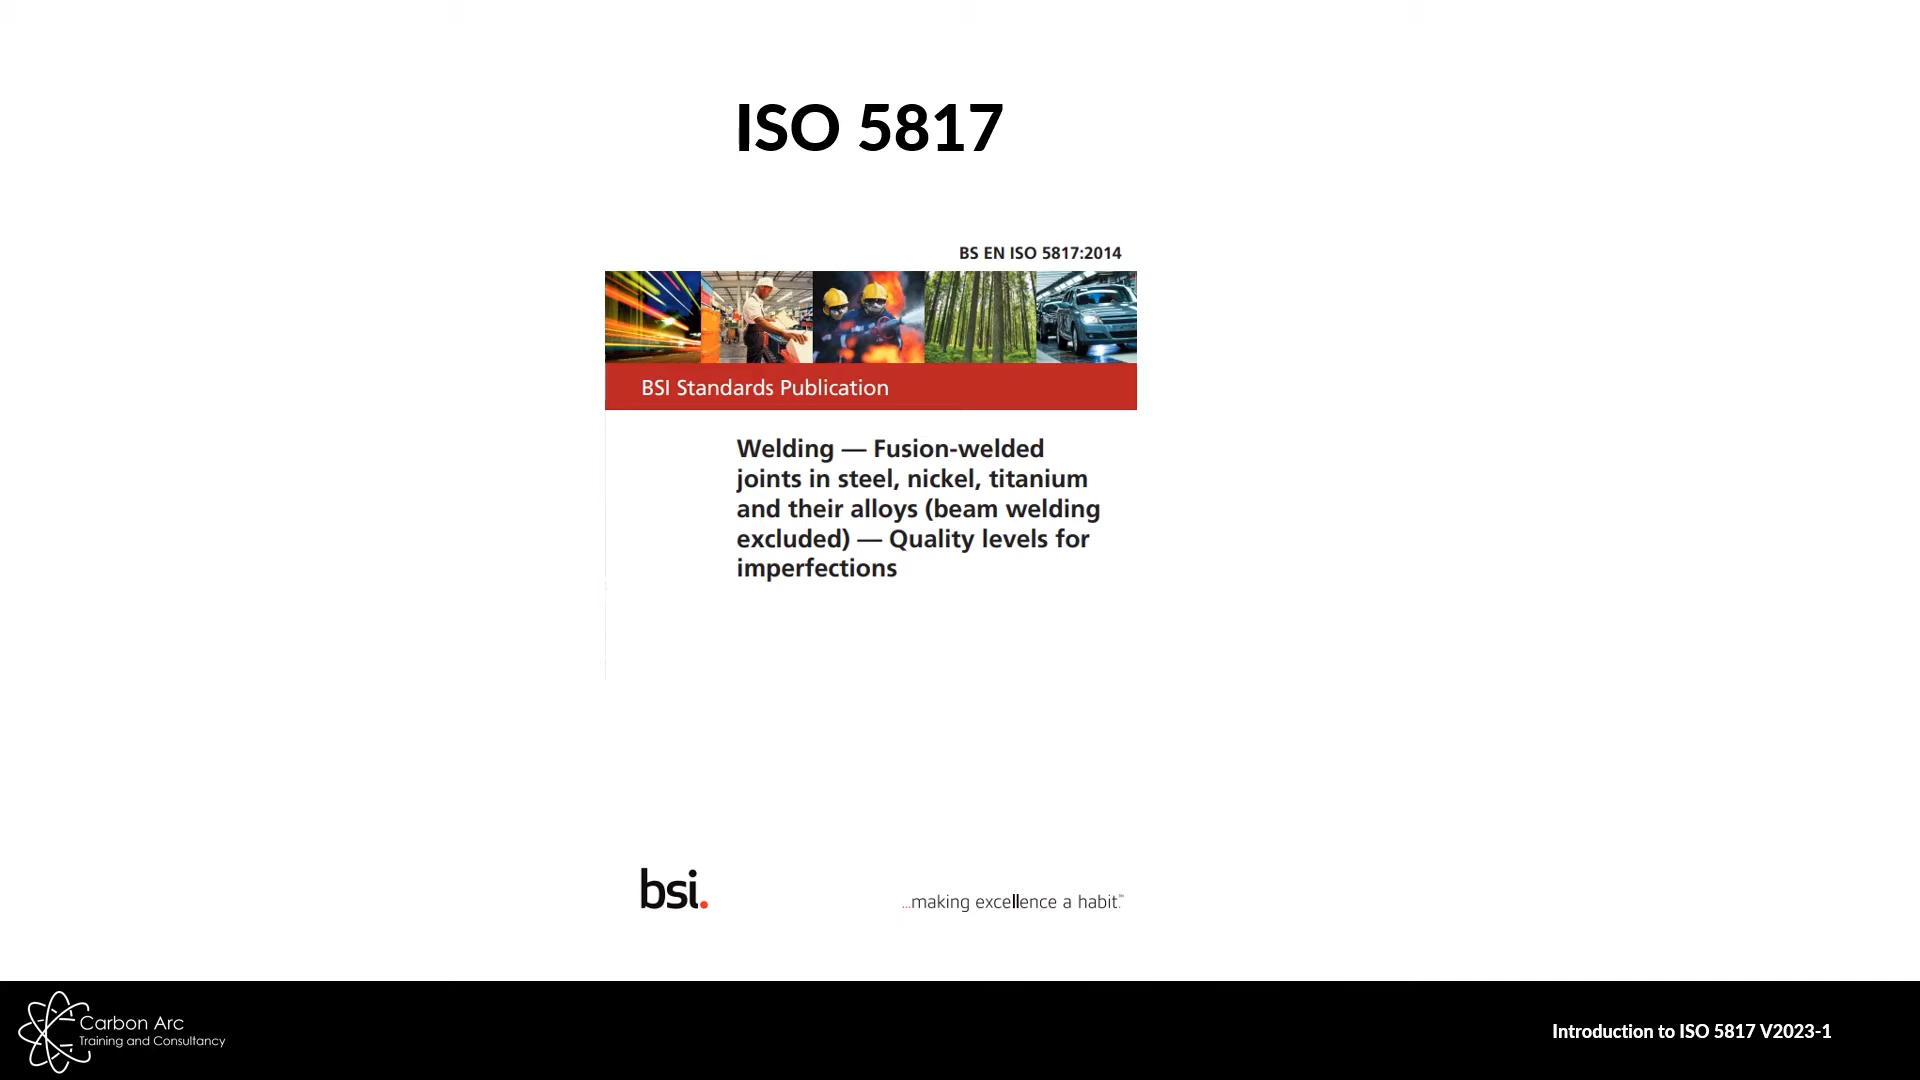 ISO 5817
BS EN ISO 5817:2014
BSI Standards Publication
Welding — Fusion-welded
joints in steel, nickel, titanium
and their alloys (beam welding
excluded) — Quality levels for
imperfections
bsi.
...making excellence a habit.™
Carbon Arc
Training and Consultancy
Introduction to ISO 5817 V2023-1